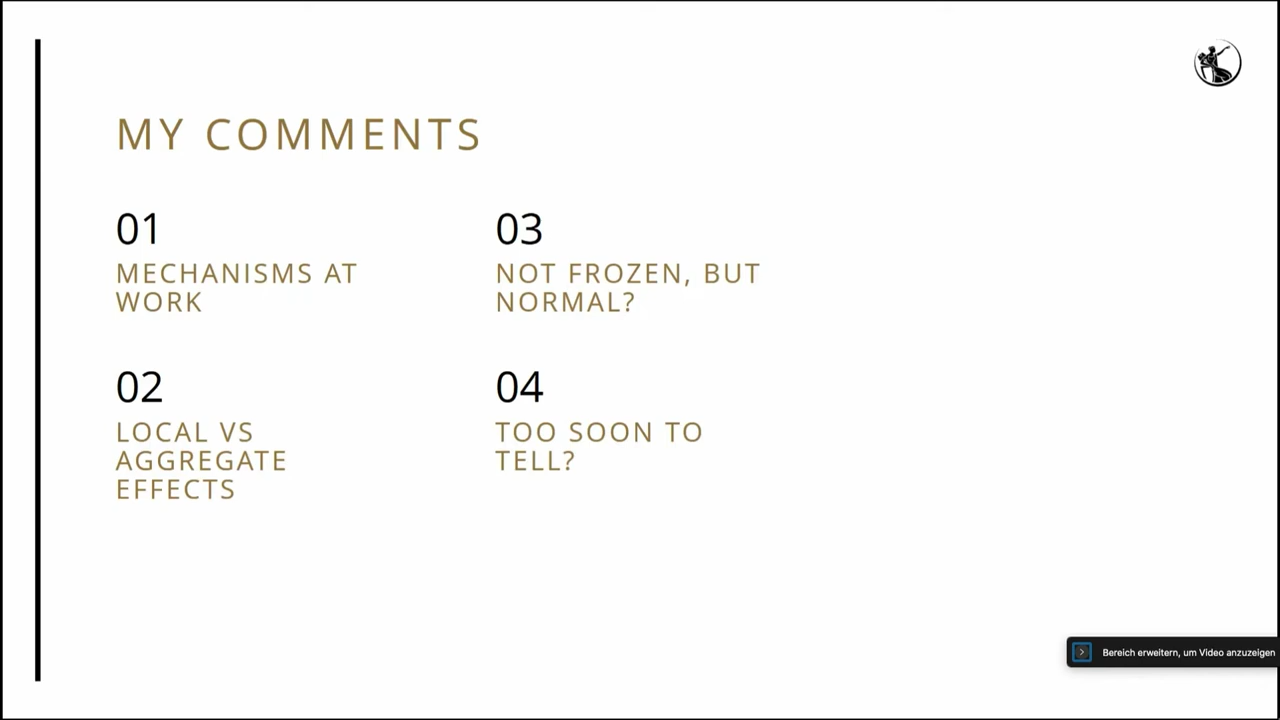 MY COMMENTS
01
MECHANISMS AT
WORK
02
LOCAL VS
AGGREGATE
EFFECTS
03
NOT FROZEN, BUT
NORMAL?
04
TOO SOON TO
TELL?
Bereich erweitern, um Video anzuzeigen